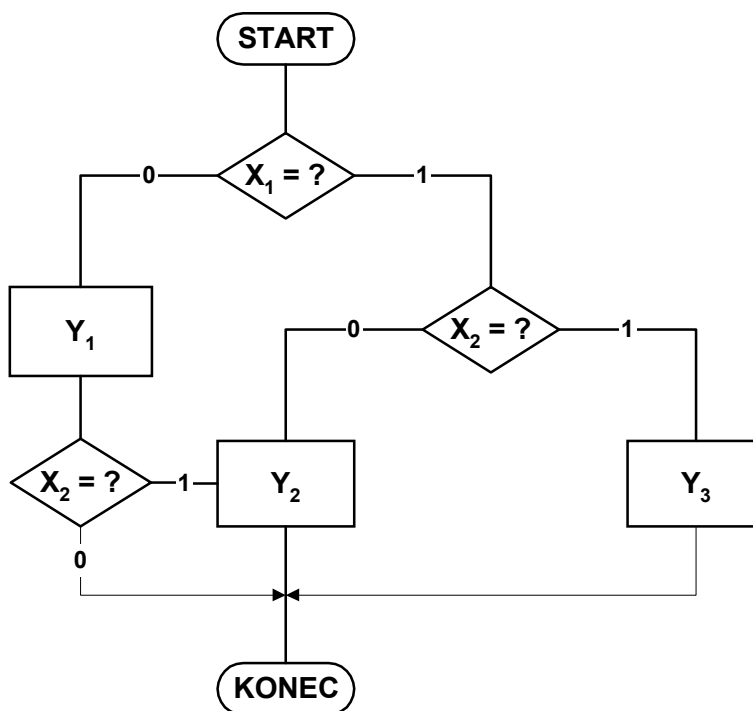 START
X₁ = ?
0
1
Y₁
X₂ = ?
0
1
X₂ = ?
1
Y₂
Y₃
0
KONEC